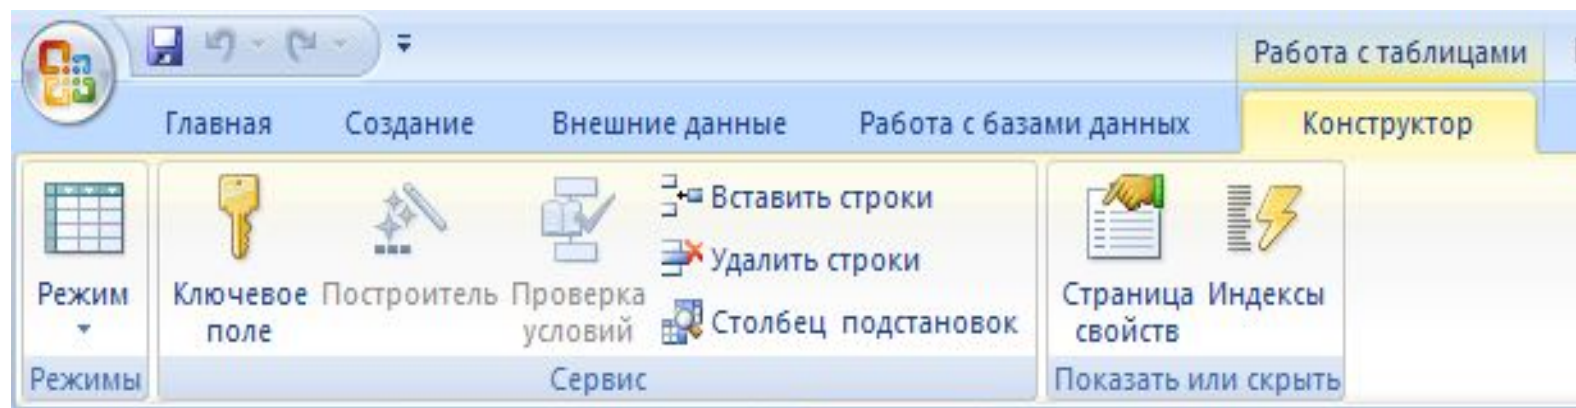 Работа с таблицами
Главная Создание Внешние данные Работа с базами данных Конструктор
Режим
Ключевое поле
Построитель
Проверка условий
Вставить строки
Удалить строки
Столбец подстановок
Страница свойств
Индексы
Режимы
Сервис
Показать или скрыть